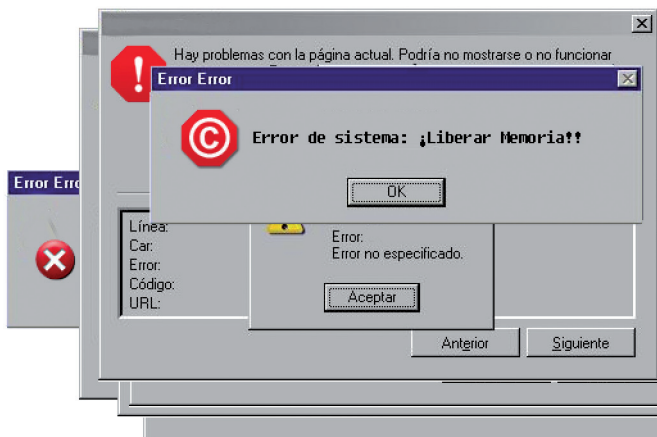 Hay problemas con la página actual. Podría no mostrarse o no funcionar
Error Error
©
Error de sistema: ¡Liberar Memoria!!
OK
Error Erro
Línea:
Car:
Error:
Código:
URL:
Error:
Error no especificado.
Aceptar
Anterior
Siguiente